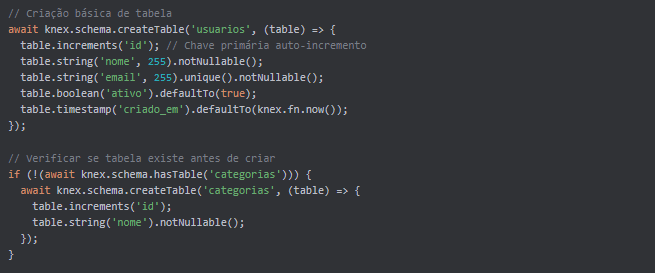 // Criação básica de tabela
await knex.schema.createTable('usuarios', (table) => {
  table.increments('id'); // Chave primária auto-incremento
  table.string('nome', 255).notNullable();
  table.string('email', 255).unique().notNullable();
  table.boolean('ativo').defaultTo(true);
  table.timestamp('criado_em').defaultTo(knex.fn.now());
});

// Verificar se tabela existe antes de criar
if (!(await knex.schema.hasTable('categorias'))) {
  await knex.schema.createTable('categorias', (table) => {
    table.increments('id');
    table.string('nome').notNullable();
  });
}